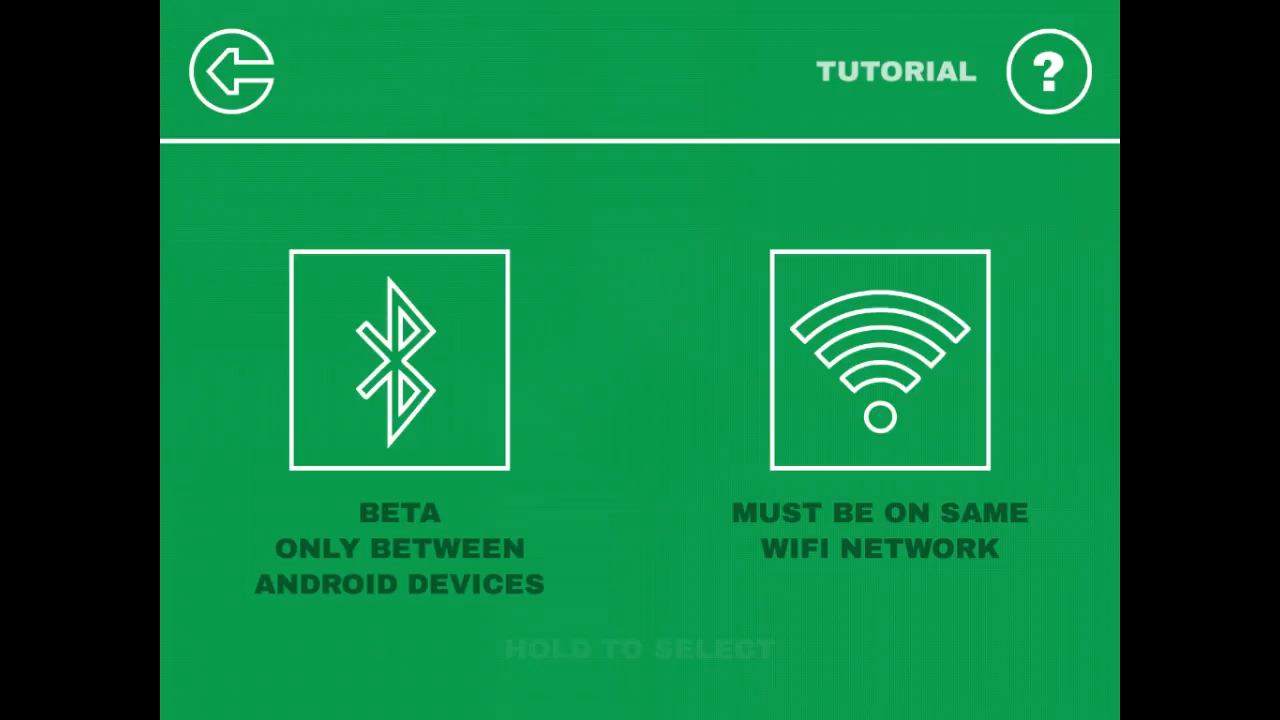 TUTORIAL ?
BETA
ONLY BETWEEN
ANDROID DEVICES
MUST BE ON SAME
WIFI NETWORK
HOLD TO SELECT